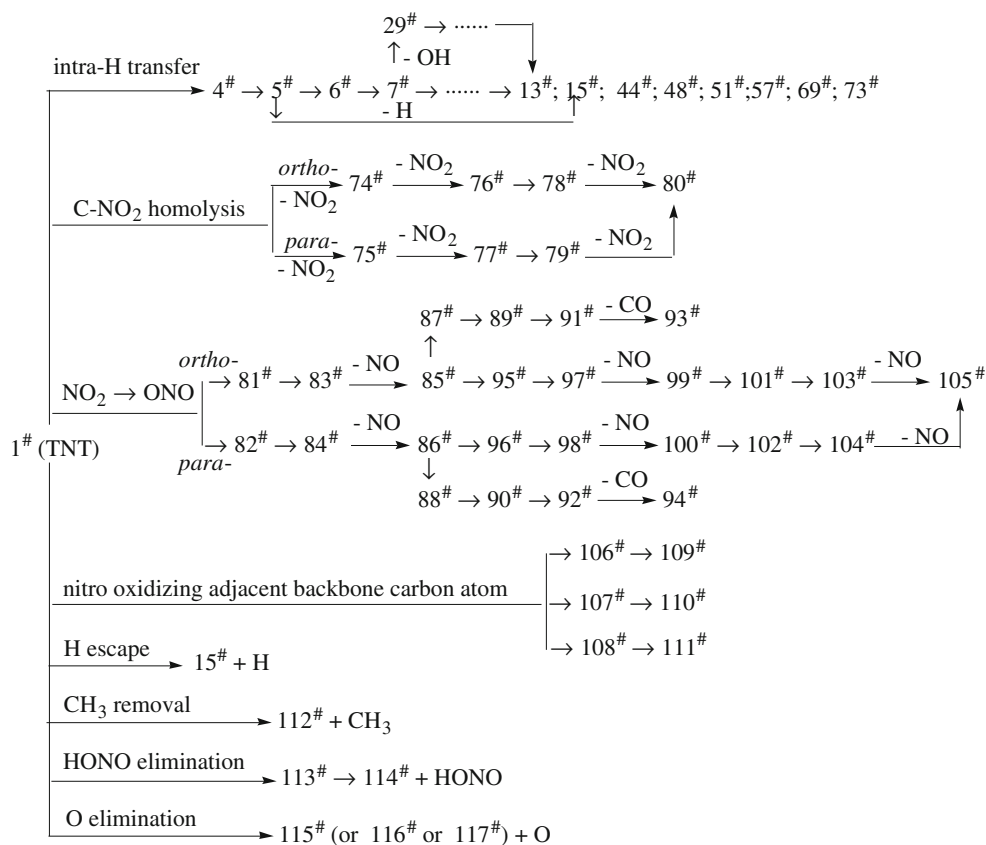 29# → ······
↑ - OH
intra-H transfer
4# → 5# → 6# → 7# → ······ → 13#; 15#; 44#; 48#; 51#;57#; 69#; 73#
↓ - H ↑
ortho- 74# - NO2 76# → 78# - NO2 80#
- NO2
C-NO2 homolysis
para- 75# - NO2 77# → 79# - NO2
- NO2
87# → 89# → 91# - CO 93#
↑
ortho- → 81# → 83# - NO 85# → 95# → 97# - NO 99# → 101# → 103# - NO 105#
NO2 → ONO
1# (TNT)
para- → 82# → 84# - NO 86# → 96# → 98# - NO 100# → 102# → 104# - NO
↓
88# → 90# → 92# - CO 94#
→ 106# → 109#
nitro oxidizing adjacent backbone carbon atom → 107# → 110#
→ 108# → 111#
H escape
15# + H
CH3 removal
112# + CH3
HONO elimination
113# → 114# + HONO
O elimination
115# (or 116# or 117#) + O